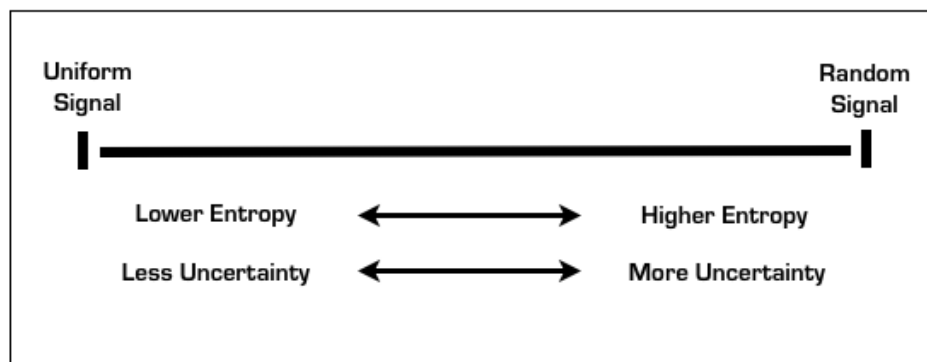 Uniform
Signal
Random
Signal
Lower Entropy
Higher Entropy
Less Uncertainty
More Uncertainty